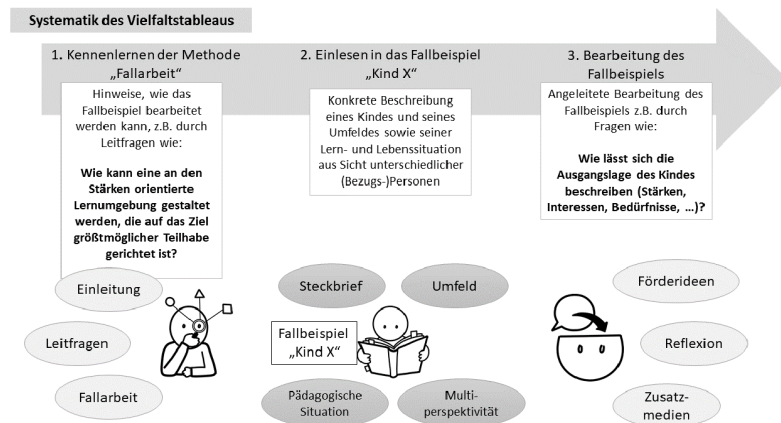 Systematik des Vielfaltstableaus
1. Kennenlernen der Methode
„Fallarbeit“
Hinweise, wie das
Fallbeispiel bearbeitet
werden kann, z.B. durch
Leitfragen wie:
Wie kann eine an den
Stärken orientierte
Lernumgebung gestaltet
werden, die auf das Ziel
größtmöglicher Teilhabe
gerichtet ist?
Einleitung
Leitfragen
Fallarbeit
2. Einlesen in das Fallbeispiel
„Kind X“
Konkrete Beschreibung
eines Kindes und seines
Umfeldes sowie seiner
Lern- und Lebenssituation
aus Sicht unterschiedlicher
(Bezugs-)Personen
Steckbrief
Umfeld
Fallbeispiel
„Kind X“
Pädagogische
Situation
Multi-
perspektivität
3. Bearbeitung des
Fallbeispiels
Angeleitete Bearbeitung des
Fallbeispiels z.B. durch
Fragen wie:
Wie lässt sich die
Ausgangslage des Kindes
beschreiben (Stärken,
Interessen, Bedürfnisse, …)?
Förderideen
Reflexion
Zusatz-
medien